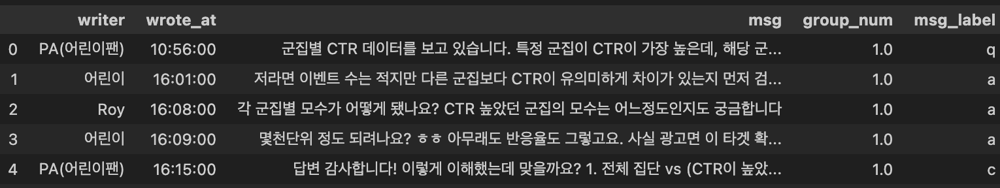 writer wrote_at msg group_num msg_label
0 PA(어린이팬) 10:56:00 군집별 CTR 데이터를 보고 있습니다. 특정 군집이 CTR이 가장 높은데, 해당 군... 1.0 q
1 어린이 16:01:00 저라면 이벤트 수는 적지만 다른 군집보다 CTR이 유의미하게 차이가 있는지 먼저 검... 1.0 a
2 Roy 16:08:00 각 군집별 모수가 어떻게 됐나요? CTR 높았던 군집의 모수는 어느정도인지도 궁금합니다 1.0 a
3 어린이 16:09:00 몇천단위 정도 되려나요? ㅎㅎ 아무래도 반응율도 그렇고요. 사실 광고면 이 타겟 확... 1.0 a
4 PA(어린이팬) 16:15:00 답변 감사합니다! 이렇게 이해했는데 맞을까요? 1. 전체 집단 vs (CTR이 높았... 1.0 c